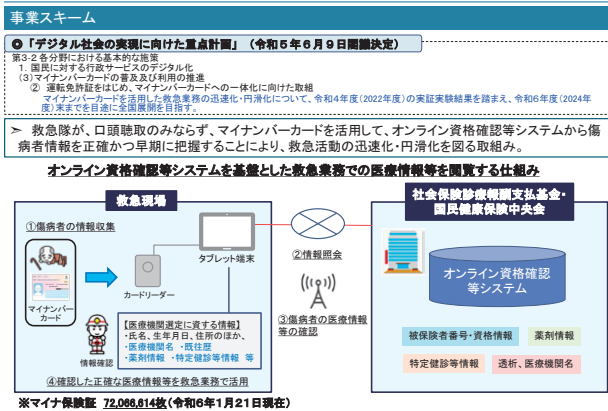 事業スキーム
◎「デジタル社会の実現に向けた重点計画」（令和５年６月９日閣議決定）
第3-2 各分野における基本的な施策
1. 国民に対する行政サービスのデジタル化
(3)マイナンバーカードの普及及び利用の推進
② 運転免許証をはじめ、マイナンバーカードへの一体化に向けた取組
マイナンバーカードを活用した救急業務の迅速化・円滑化について、令和４年度(2022年度)の実証実験結果を踏まえ、令和６年度(2024年
度)末までを目途に全国展開を目指す。
➢ 救急隊が、口頭聴取のみならず、マイナンバーカードを活用して、オンライン資格確認等システムから傷
病者情報を正確かつ早期に把握することにより、救急活動の迅速化・円滑化を図る取組み。
オンライン資格確認等システムを基盤とした救急業務での医療情報等を閲覧する仕組み
救急現場
①傷病者の情報収集
マイナンバー
カード
カードリーダー
タブレット端末
情報確認
【医療機関選定に資する情報】
・氏名、生年月日、住所のほか、
・医療機関名 ・既往歴
・薬剤情報 ・特定健診等情報 等
④確認した正確な医療情報等を救急業務で活用
②情報照会
③傷病者の医療情報
等の確認
社会保険診療報酬支払基金・
国民健康保険中央会
オンライン資格確認
等システム
被保険者番号・資格情報
薬剤情報
特定健診等情報
透析、医療機関名
※マイナ保険証 72,066,614枚(令和６年１月21日現在)